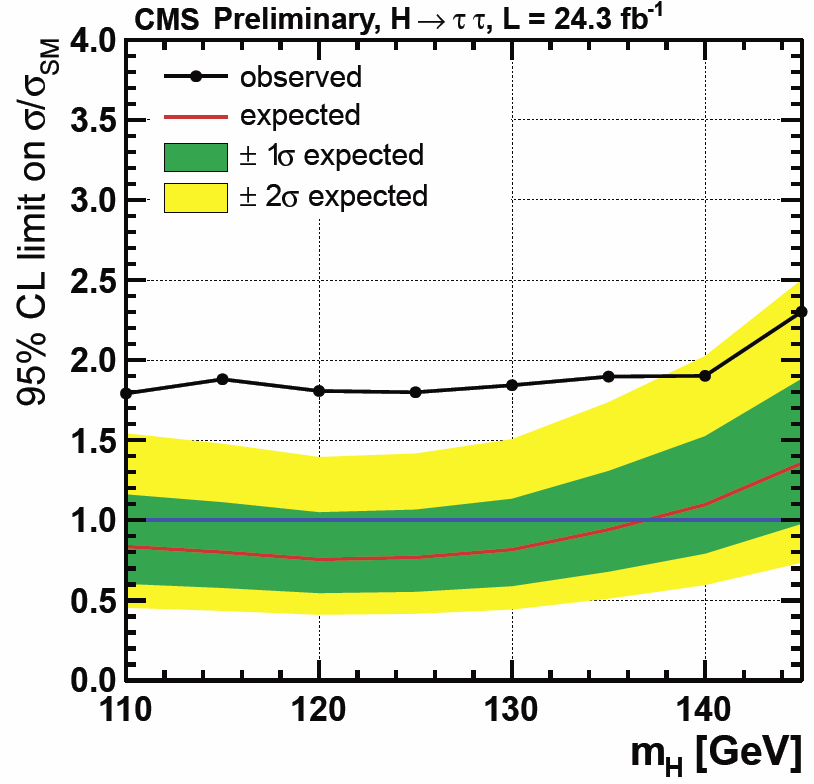 CMS Preliminary, H → τ τ, L = 24.3 fb⁻¹
95% CL limit on σ/σSM
observed
expected
± 1σ expected
± 2σ expected
4.0
3.5
3.0
2.5
2.0
1.5
1.0
0.5
0.0
110
120
130
140
mH [GeV]